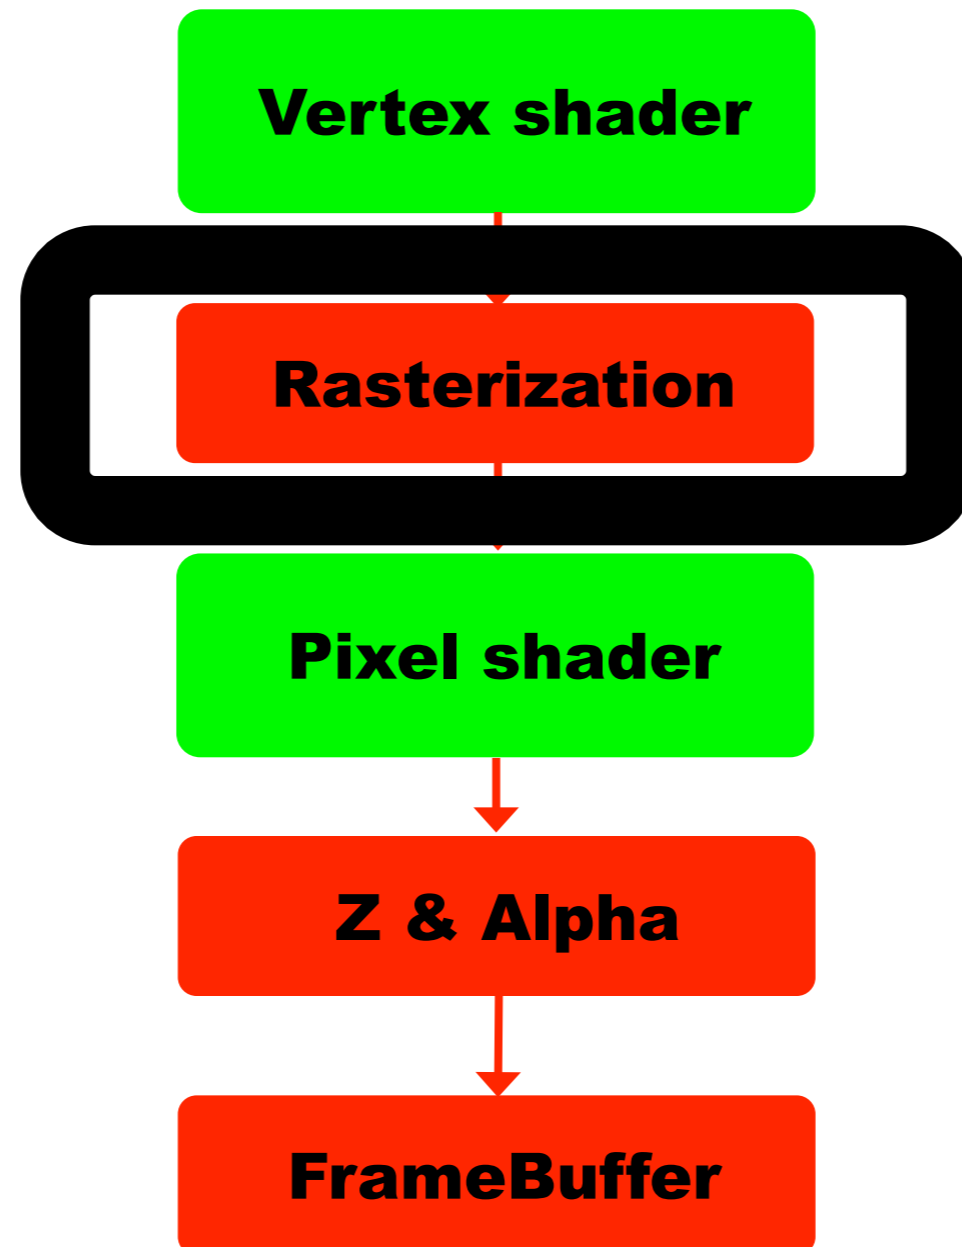 Vertex shader
Rasterization
Pixel shader
Z & Alpha
FrameBuffer